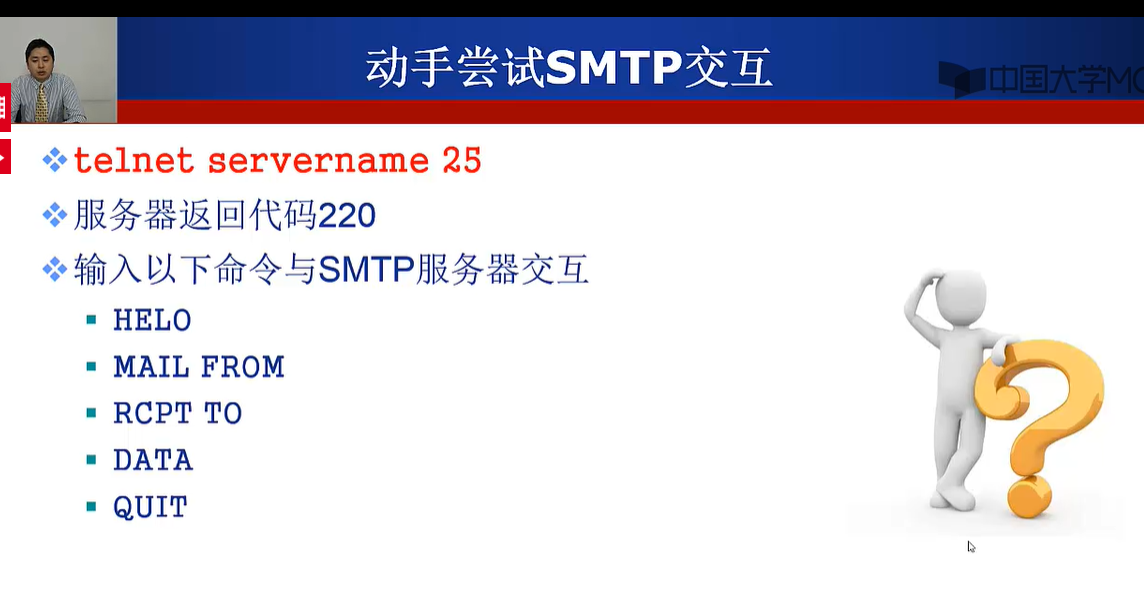 动手尝试SMTP交互
中国大学MO
telnet servername 25
服务器返回代码220
输入以下命令与SMTP服务器交互
HELO
MAIL FROM
RCPT TO
DATA
QUIT